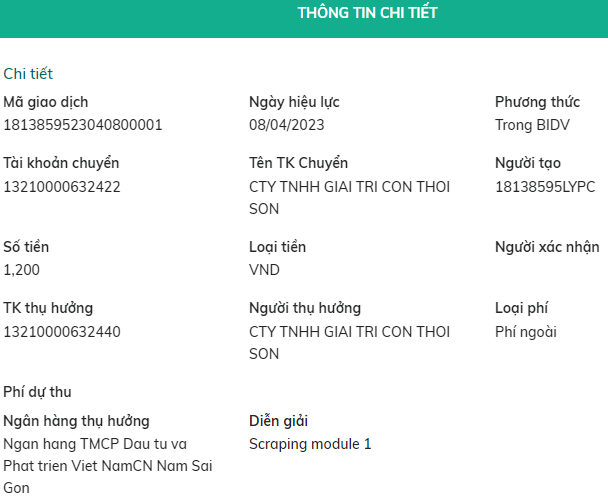 THÔNG TIN CHI TIẾT
Chi tiết
Mã giao dịch Ngày hiệu lực Phương thức
1813859523040800001 08/04/2023 Trong BIDV
Tài khoản chuyển Tên TK Chuyển Người tạo
13210000632422 CTY TNHH GIAI TRI CON THOI 18138595LYPC
SON
Số tiền Loại tiền Người xác nhận
1,200 VND
TK thụ hưởng Người thụ hưởng Loại phí
13210000632440 CTY TNHH GIAI TRI CON THOI Phí ngoài
SON
Phí dự thu
Ngân hàng thụ hưởng Diễn giải
Ngan hang TMCP Dau tu va Scraping module 1
Phat trien Viet NamCN Nam Sai
Gon